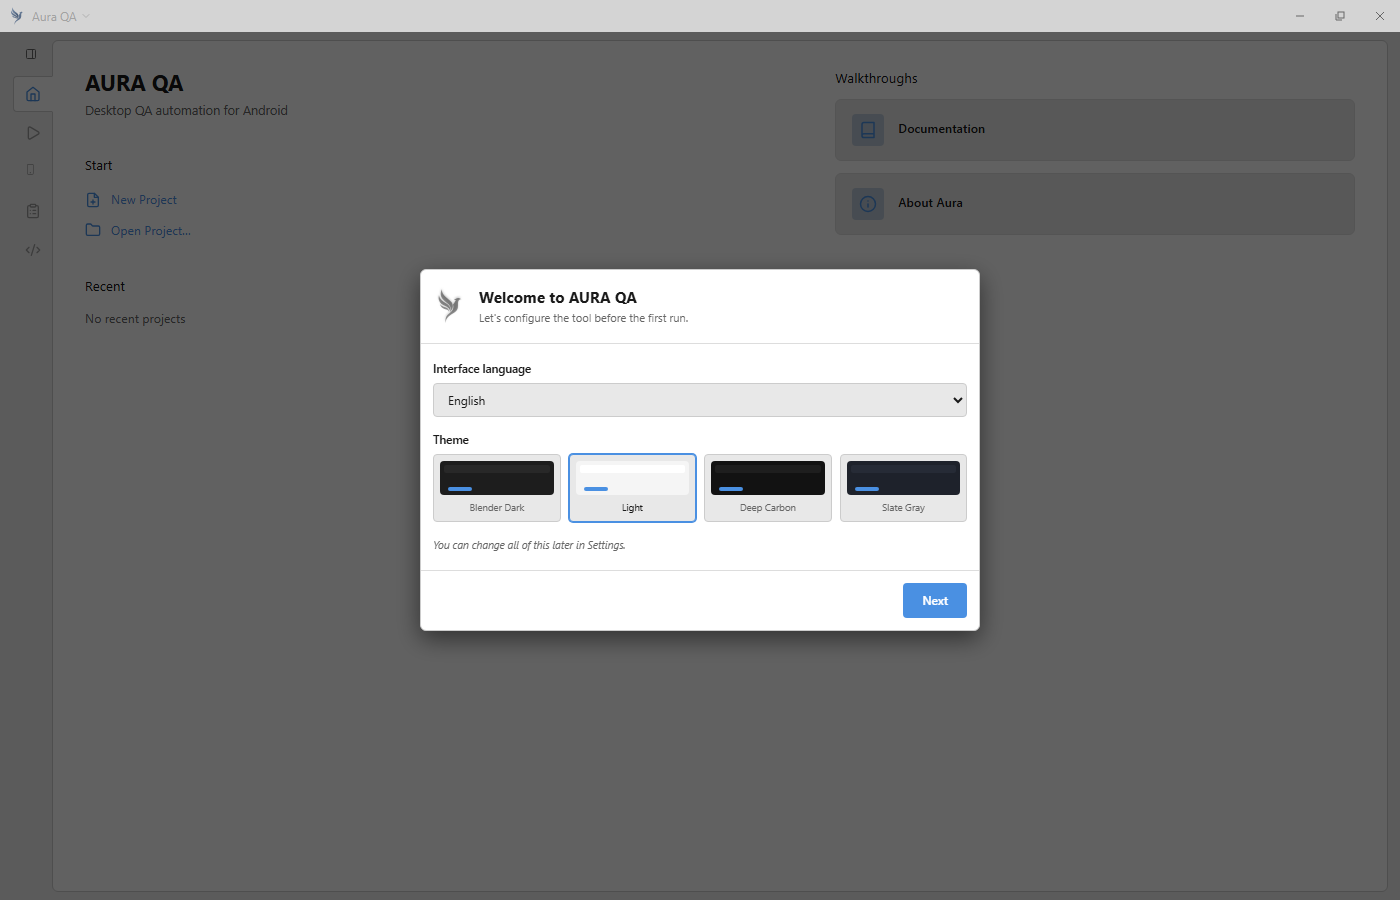 Aura QA
AURA QA
Desktop QA automation for Android
Start
New Project
Open Project...
Recent
No recent projects
Walkthroughs
Documentation
About Aura
Welcome to AURA QA
Let's configure the tool before the first run.
Interface language
English
Theme
Blender Dark
Light
Deep Carbon
Slate Gray
You can change all of this later in Settings.
Next